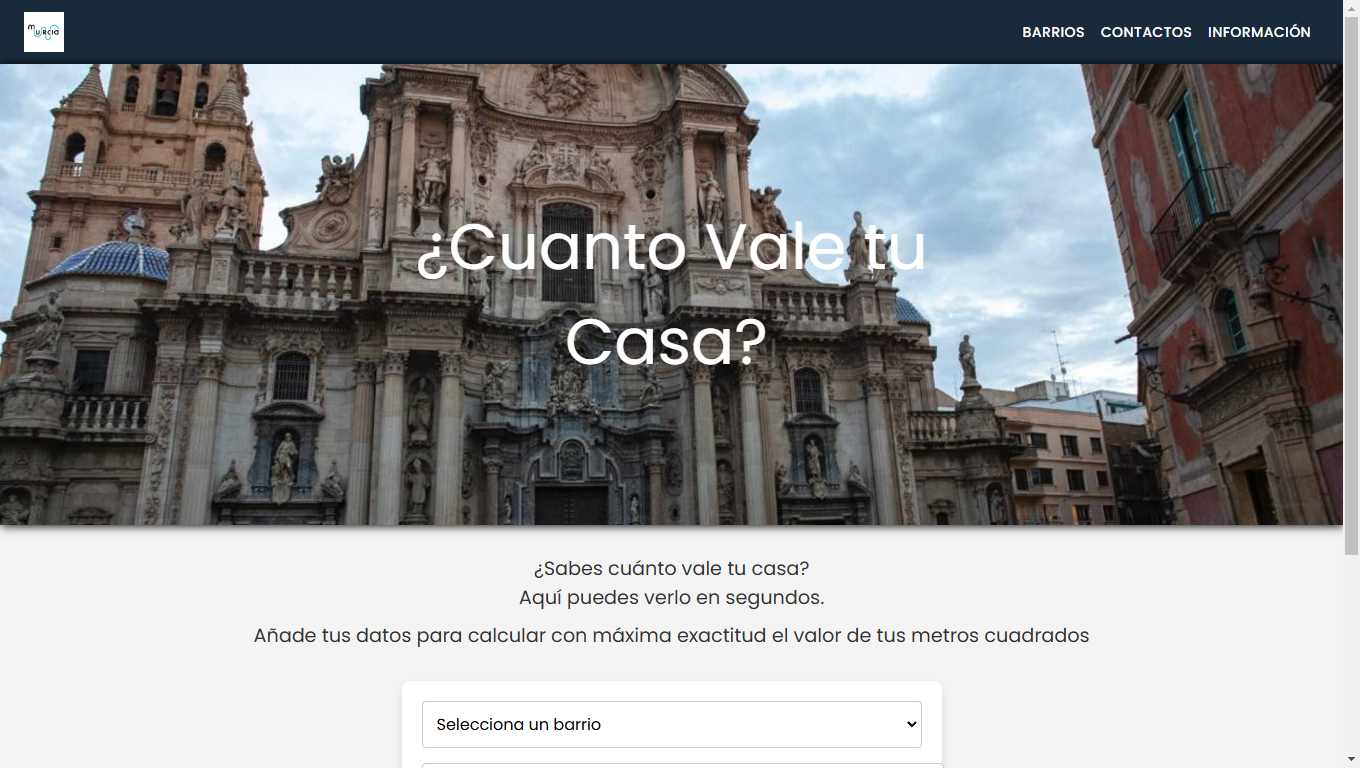 MURCIA
BARRIOS CONTACTOS INFORMACIÓN
¿Cuanto Vale tu
Casa?
¿Sabes cuánto vale tu casa?
Aquí puedes verlo en segundos.
Añade tus datos para calcular con máxima exactitud el valor de tus metros cuadrados
Selecciona un barrio